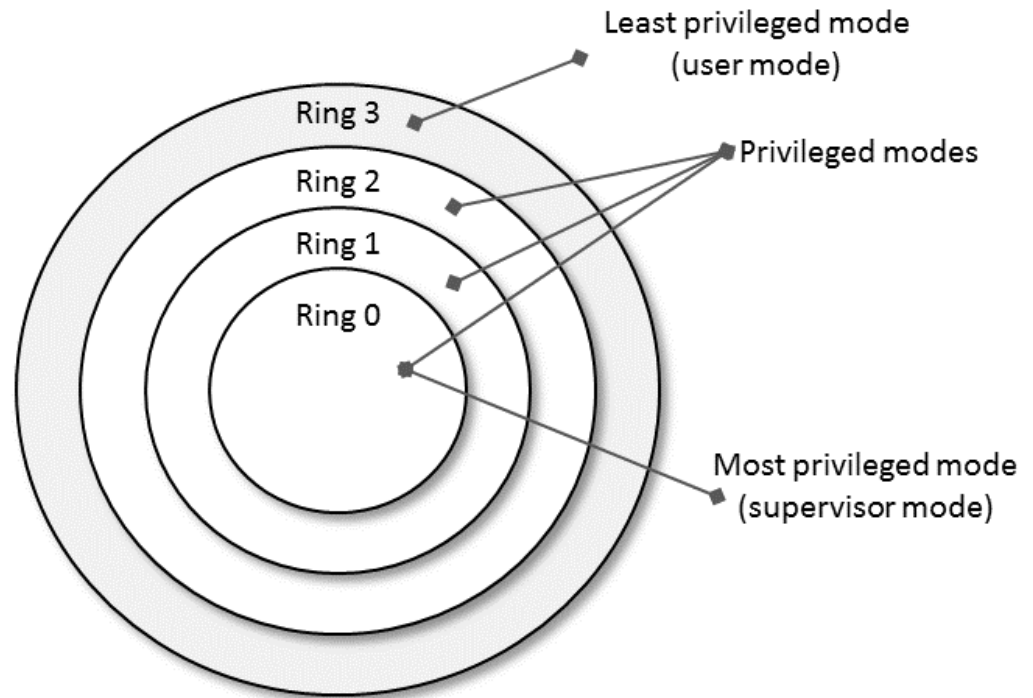 Least privileged mode
(user mode)
Ring 3
Privileged modes
Ring 2
Ring 1
Ring 0
Most privileged mode
(supervisor mode)